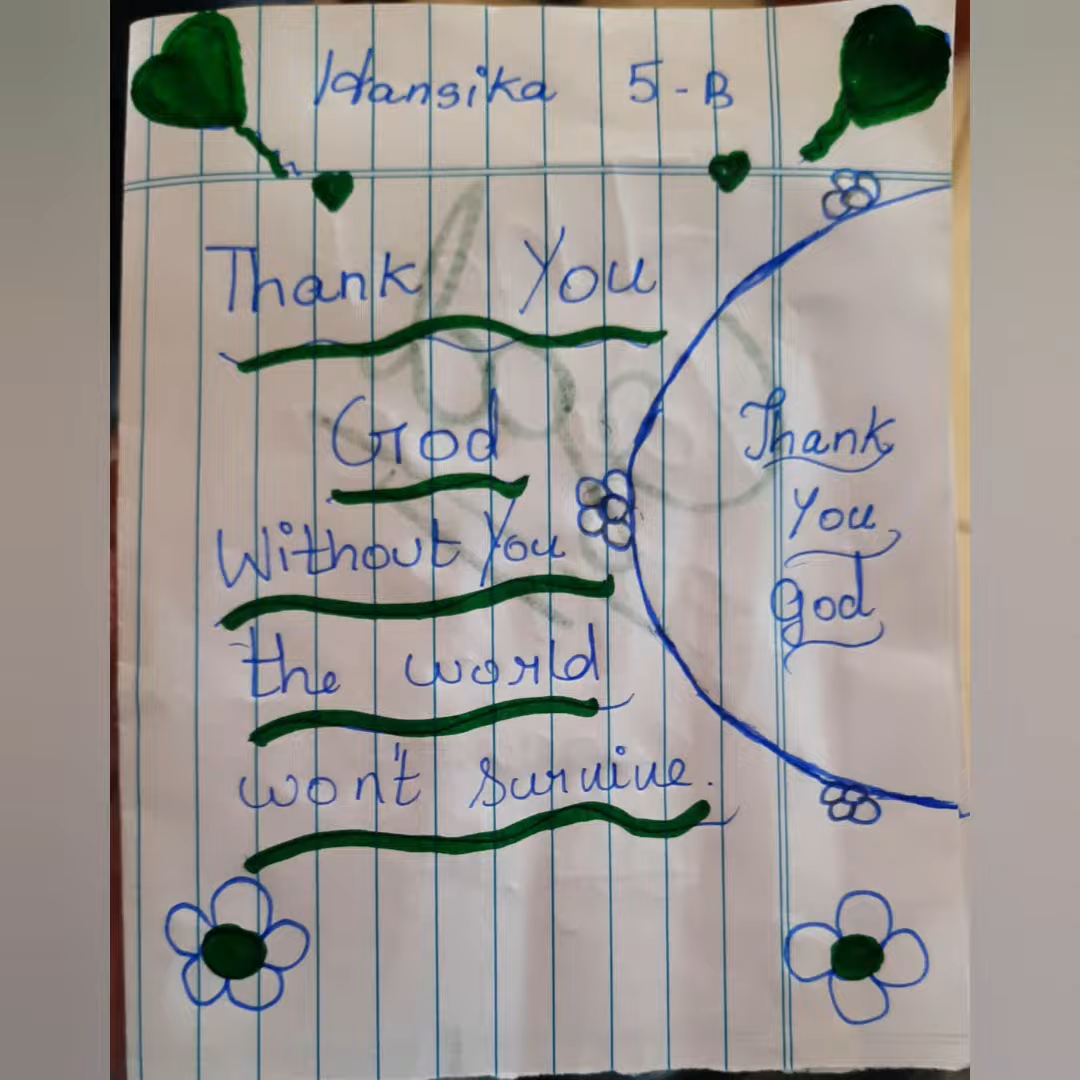 Hansika 5-B
Thank You
God
Without You
the world
won't survive.
Thank
You
God